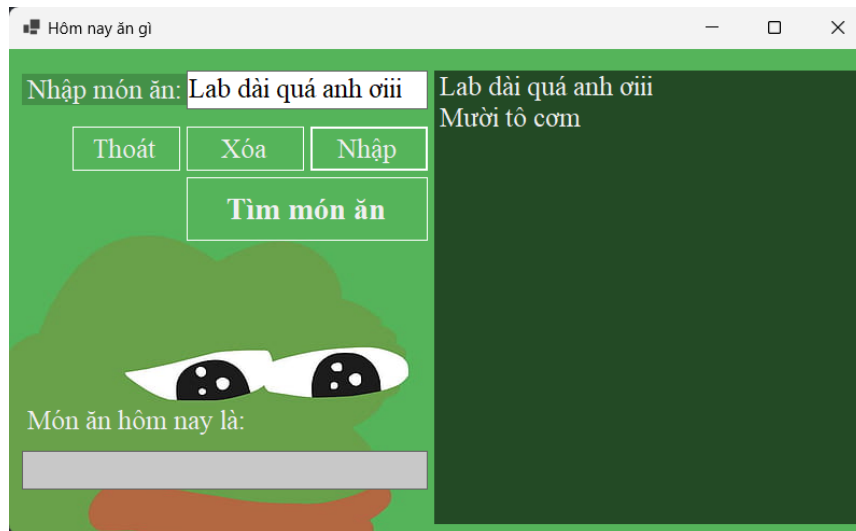 Hôm nay ăn gì
Nhập món ăn: Lab dài quá anh ơiii
Thoát Xóa Nhập
Tìm món ăn
Món ăn hôm nay là:
Lab dài quá anh ơiii
Mười tô cơm